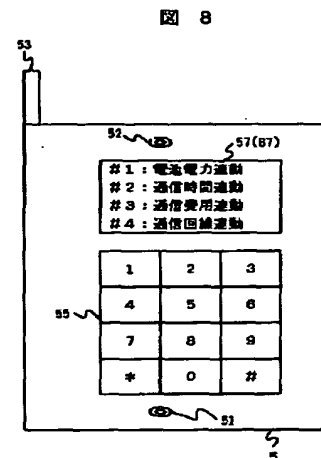 図 8
53
52
57(B7)
#1：電池電力連動
#2：通信時間連動
#3：通信費用連動
#4：通信回線連動
1 2 3
4 5 6
55
7 8 9
* 0 #
51
5